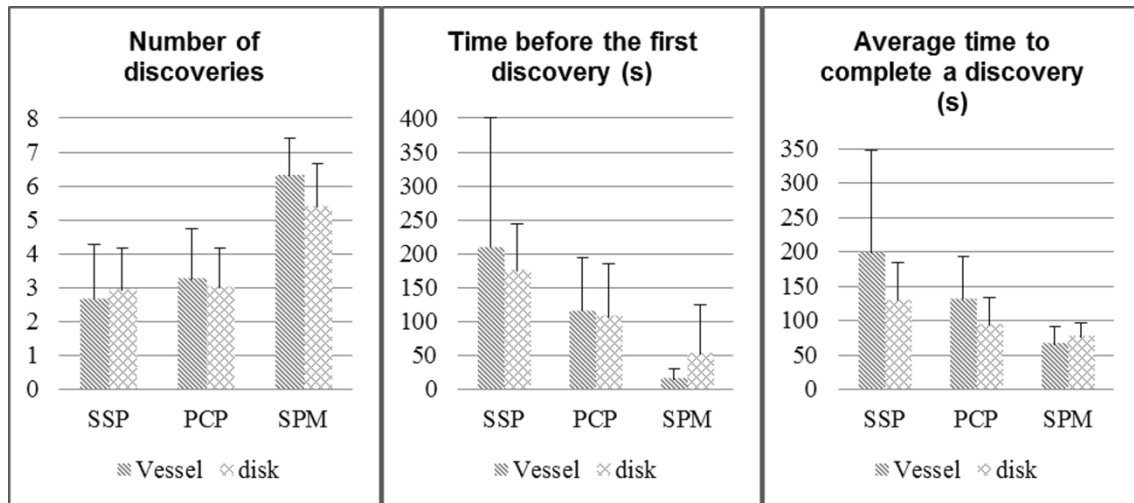 Number of
discoveries
8
7
6
5
4
3
2
1
0
SSP PCP SPM
Vessel disk
Time before the first
discovery (s)
400
350
300
250
200
150
100
50
0
SSP PCP SPM
Vessel disk
Average time to
complete a discovery
(s)
350
300
250
200
150
100
50
0
SSP PCP SPM
Vessel disk